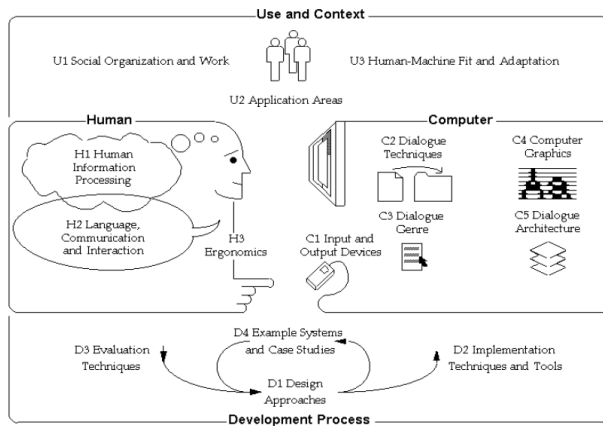 Use and Context
U1 Social Organization and Work
U3 Human-Machine Fit and Adaptation
U2 Application Areas
Human
Computer
H1 Human
Information
Processing
H2 Language,
Communication
and Interaction
H3
Ergonomics
C2 Dialogue
Techniques
C4 Computer
Graphics
C3 Dialogue
Genre
C1 Input and
Output Devices
C5 Dialogue
Architecture
D3 Evaluation
Techniques
D4 Example Systems
and Case Studies
D2 Implementation
Techniques and Tools
D1 Design
Approaches
Development Process